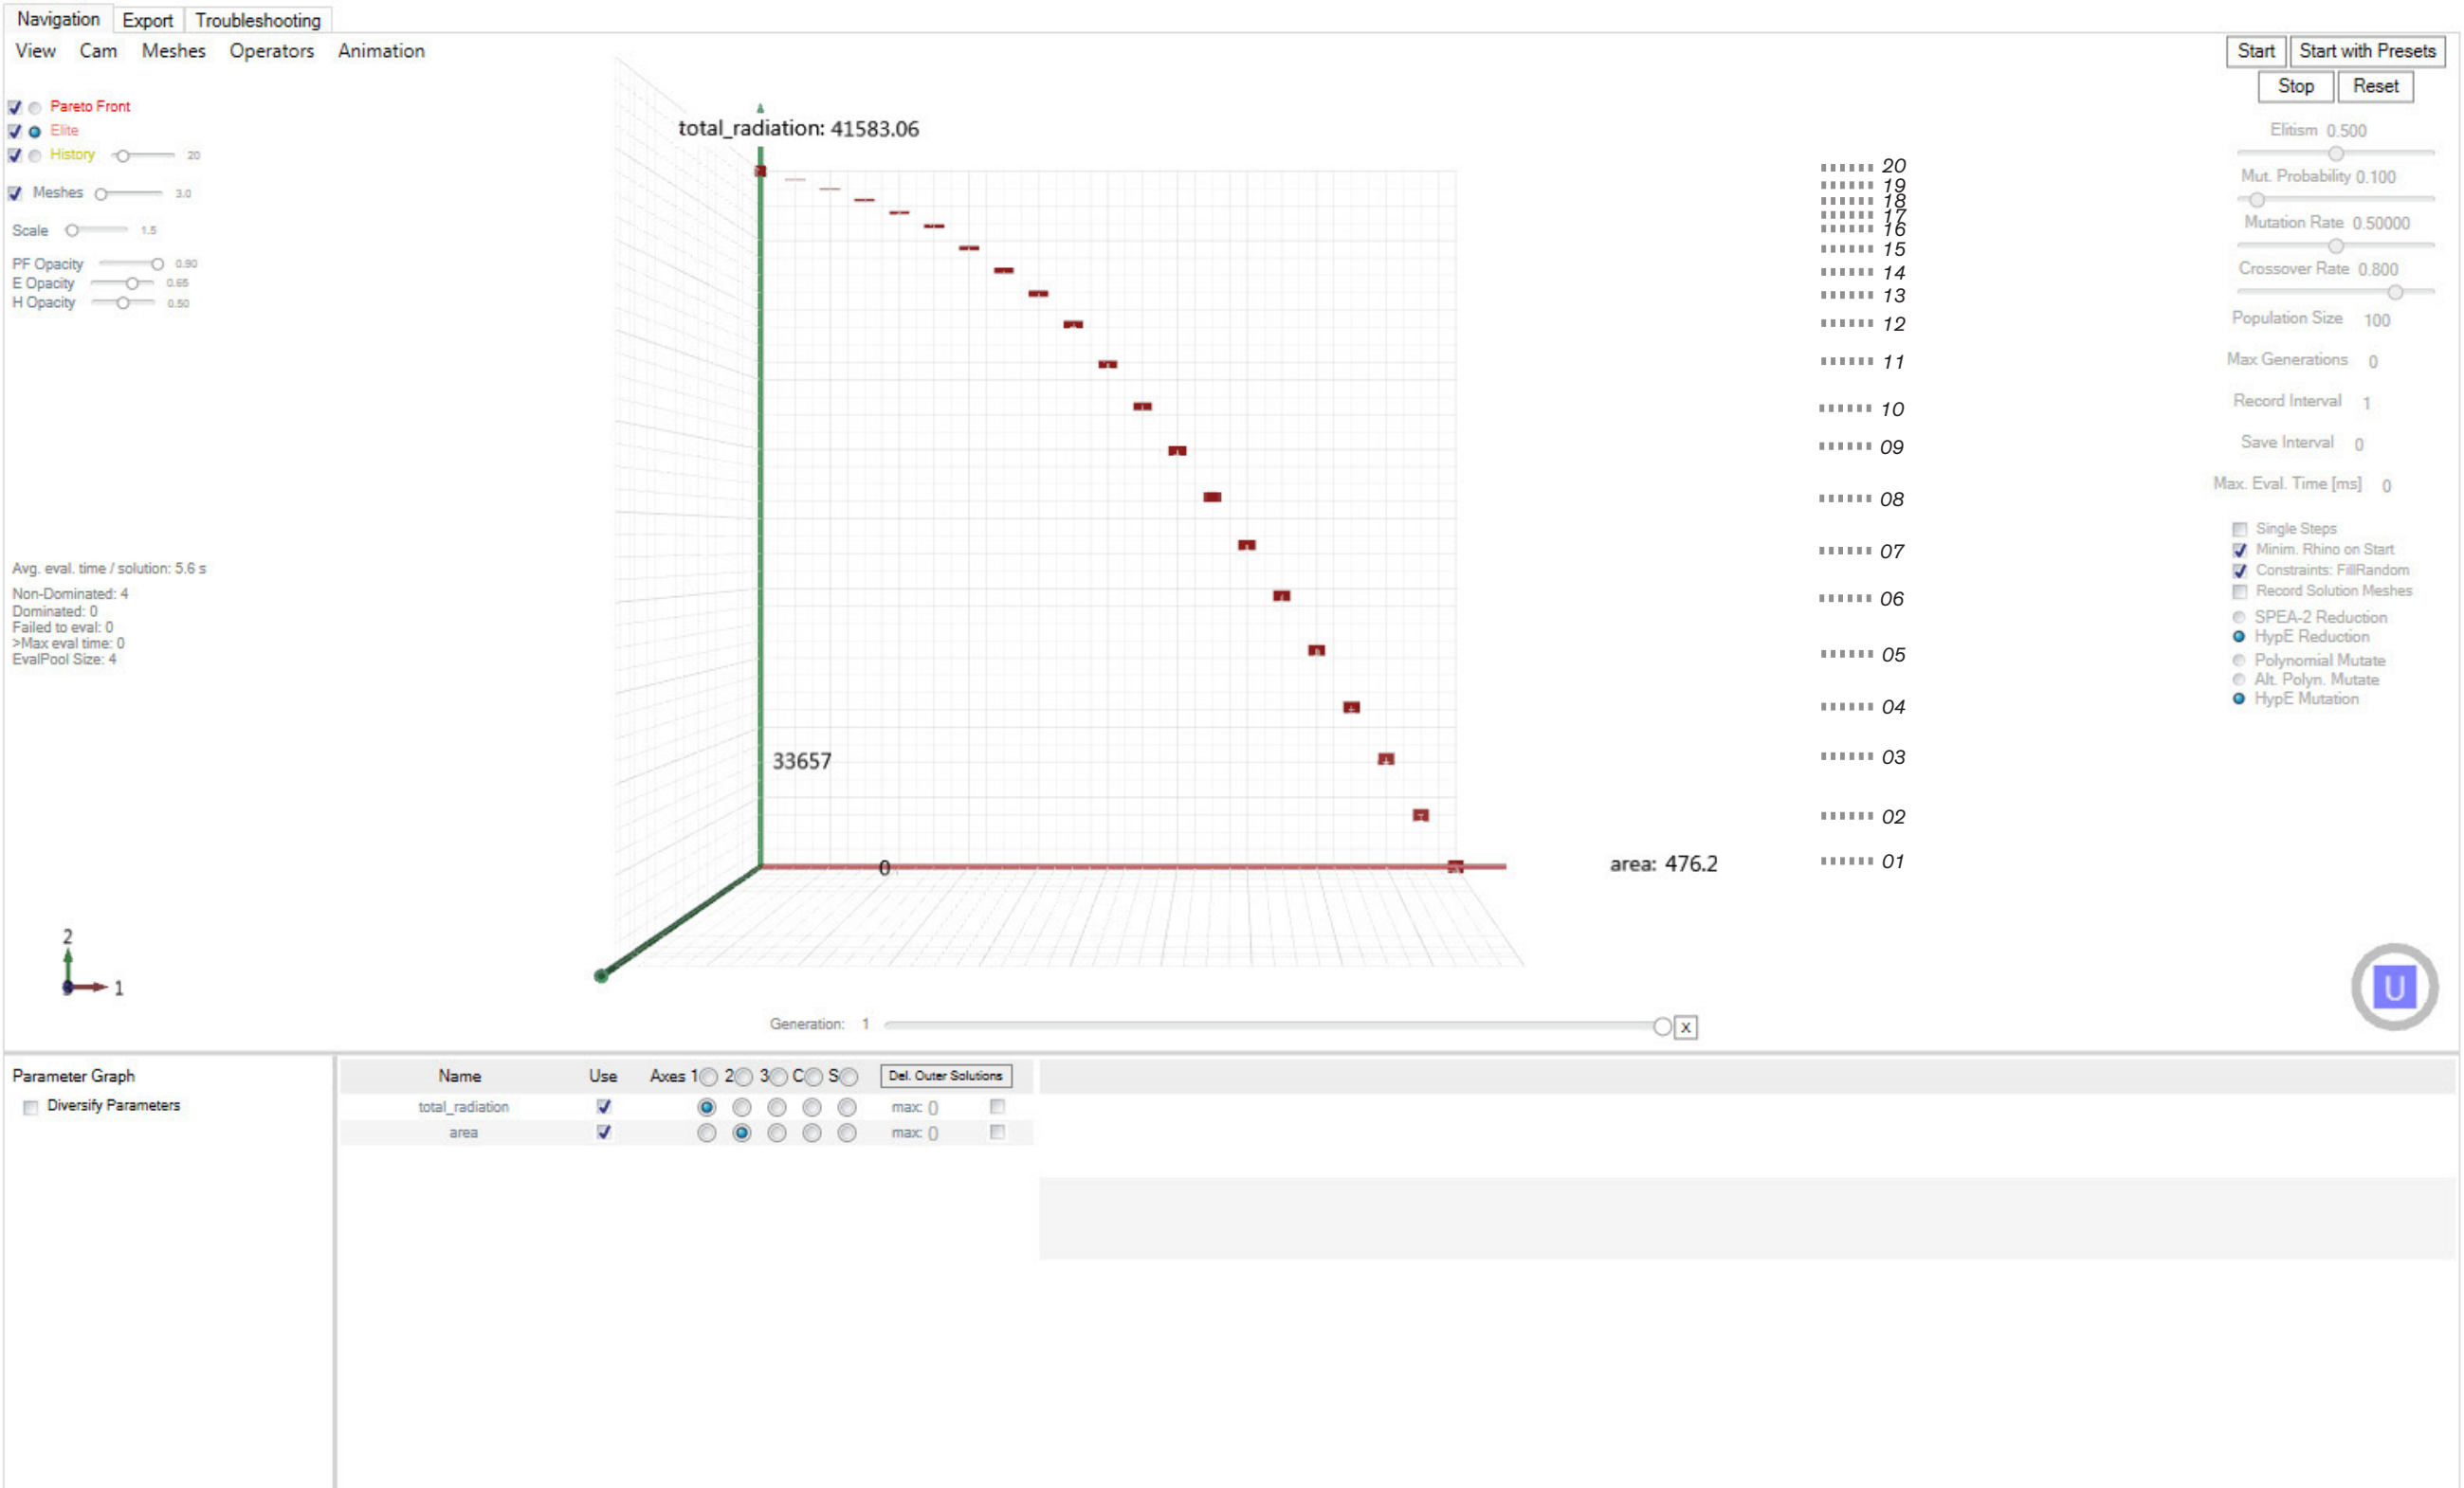 Navigation Export Troubleshooting
View Cam Meshes Operators Animation
Pareto Front
Elite
History 20
Meshes 3.0
Scale 1.5
PF Opacity 0.90
E Opacity 0.65
H Opacity 0.50
Avg. eval. time / solution: 5.6 s
Non-Dominated: 4
Dominated: 0
Failed to eval: 0
>Max eval time: 0
EvalPool Size: 4
2
1
total_radiation: 41583.06
33657
0
area: 476.2
20
19
18
17
16
15
14
13
12
11
10
09
08
07
06
05
04
03
02
01
Generation: 1
X
Start Start with Presets
Stop Reset
Elitism 0.500
Mut. Probability 0.100
Mutation Rate 0.50000
Crossover Rate 0.800
Population Size 100
Max Generations 0
Record Interval 1
Save Interval 0
Max. Eval. Time [ms] 0
Single Steps
Minim. Rhino on Start
Constraints: FillRandom
Record Solution Meshes
SPEA-2 Reduction
HypE Reduction
Polynomial Mutate
Alt. Polyn. Mutate
HypE Mutation
U
Parameter Graph
Diversify Parameters
Name Use Axes 1 2 3 C S Del. Outer Solutions
total_radiation max: 0
area max: 0